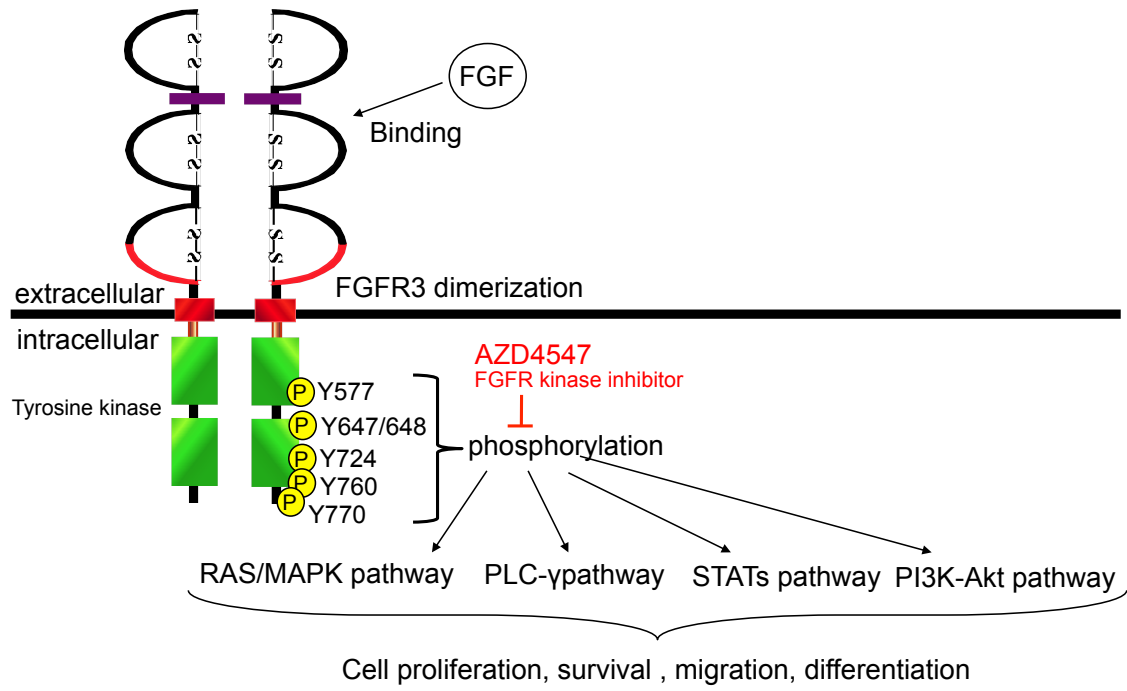 S S S S
FGF
Binding
S S S S
S S S S
extracellular
FGFR3 dimerization
intracellular
AZD4547
FGFR kinase inhibitor
Tyrosine kinase
P Y577
P Y647/648
phosphorylation
P Y724
P Y760
P Y770
RAS/MAPK pathway
PLC-γpathway
STATs pathway
PI3K-Akt pathway
Cell proliferation, survival , migration, differentiation